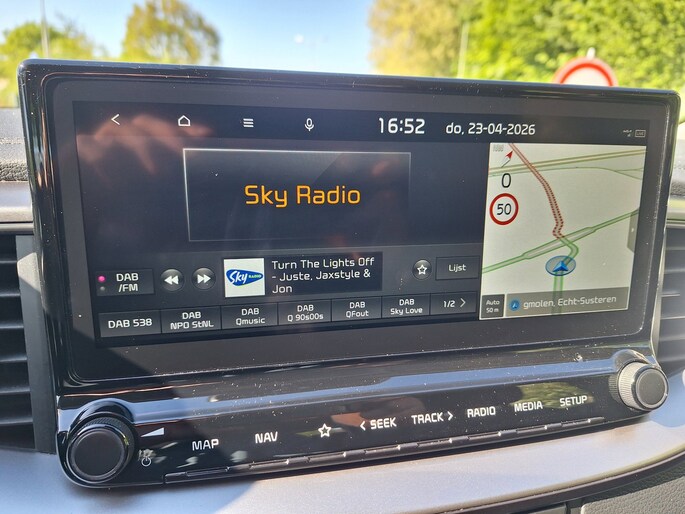 16:52 do, 23-04-2026
Sky Radio
0
50
DAB
/FM
Sky RADIO
Turn The Lights Off
- Juste, Jaxstyle &
Jon
Lijst
DAB 538
DAB
NPO StNL
DAB
Qmusic
DAB
Q 90s00s
DAB
QFout
DAB
Sky Love
1/2
Auto
50 m
gmolen, Echt-Susteren
MAP
NAV
< SEEK
TRACK >
RADIO
MEDIA
SETUP